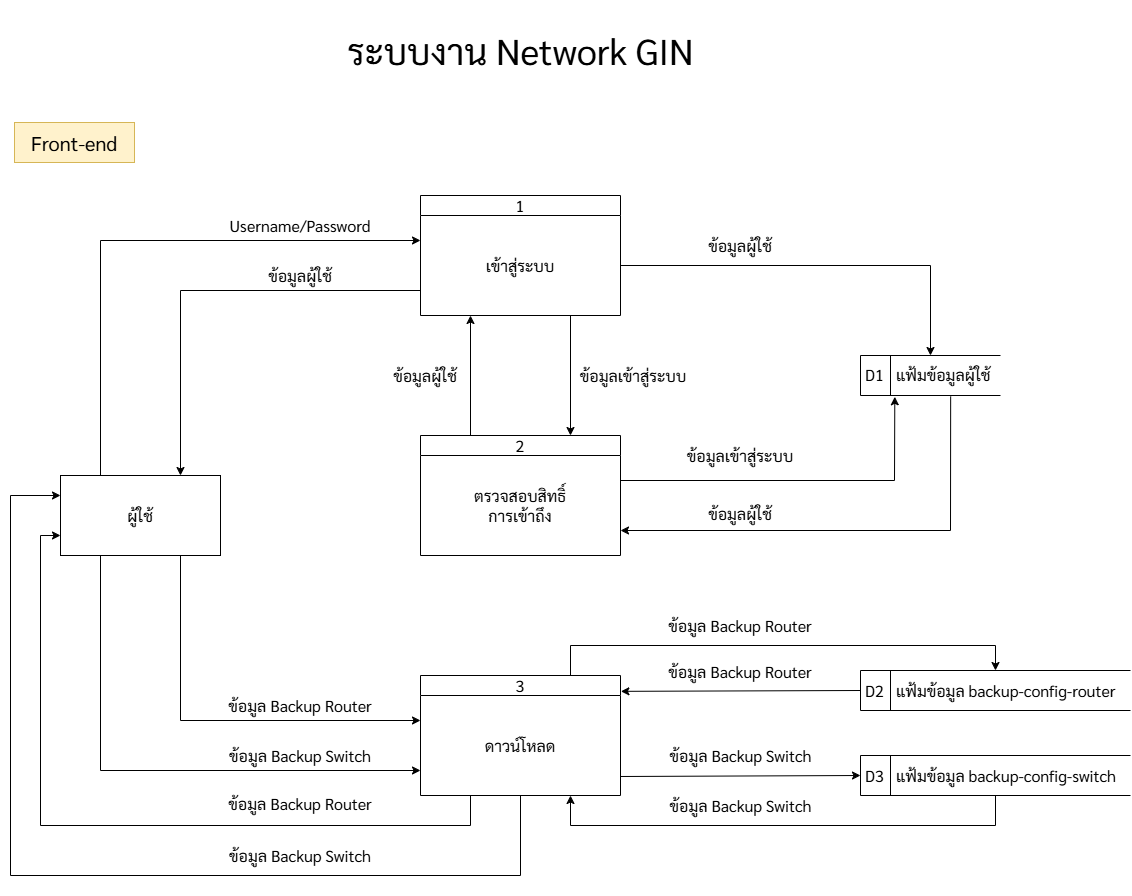 ระบบงาน Network GIN
Front-end
1
Username/Password
ข้อมูลผู้ใช้
เข้าสู่ระบบ
ข้อมูลผู้ใช้
ข้อมูลผู้ใช้
ข้อมูลเข้าสู่ระบบ
D1
แฟ้มข้อมูลผู้ใช้
2
ข้อมูลเข้าสู่ระบบ
ตรวจสอบสิทธิ์
การเข้าถึง
ข้อมูลผู้ใช้
ผู้ใช้
ข้อมูล Backup Router
ข้อมูล Backup Router
3
D2
แฟ้มข้อมูล backup-config-router
ข้อมูล Backup Router
ดาวน์โหลด
ข้อมูล Backup Switch
ข้อมูล Backup Switch
D3
แฟ้มข้อมูล backup-config-switch
ข้อมูล Backup Router
ข้อมูล Backup Switch
ข้อมูล Backup Switch